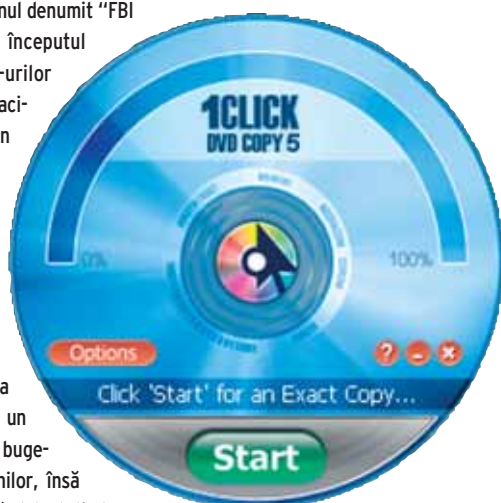 nul denumit “FBI
începutul
-urilor
aci-
n
1CLICK
DVD COPY 5
0%
100%
Options
? – x
a
Click 'Start' for an Exact Copy...
un
buge-
nilor, însă
Start